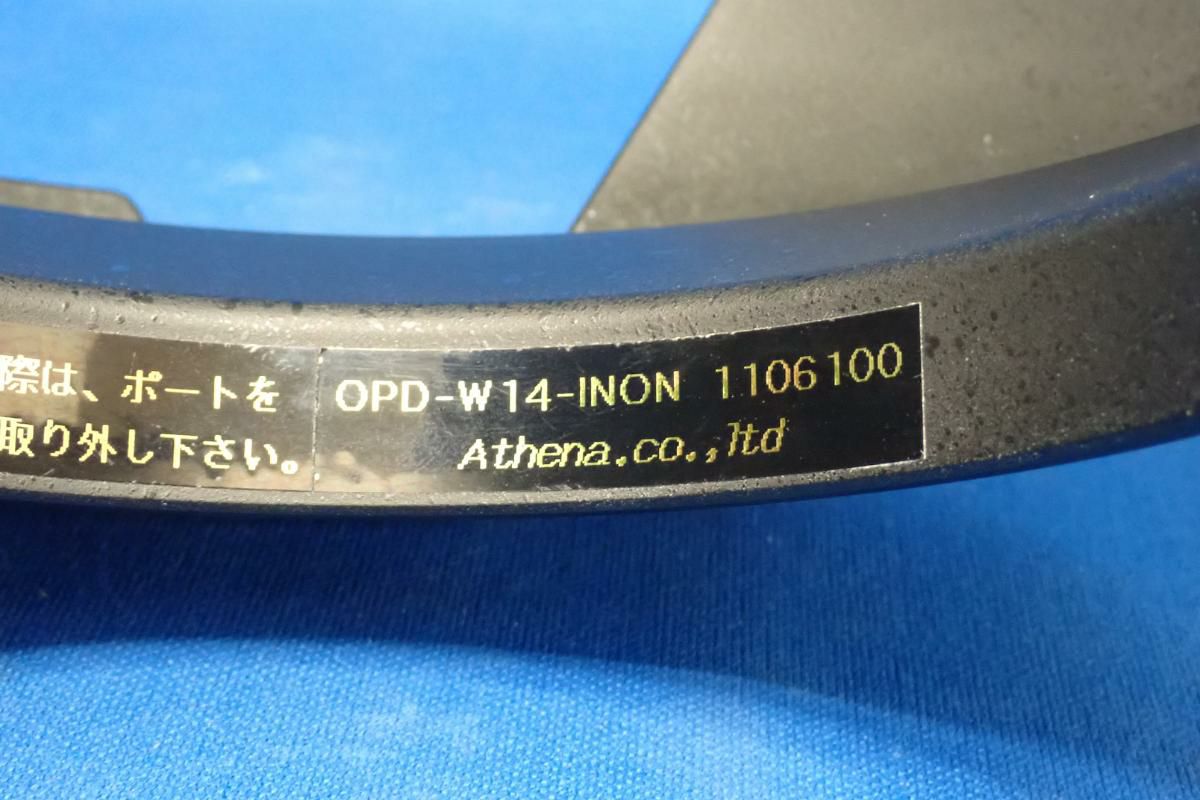 際は、ポートを
取り外し下さい。
OPD-W14-INON 1106100
Athena.co.,ltd